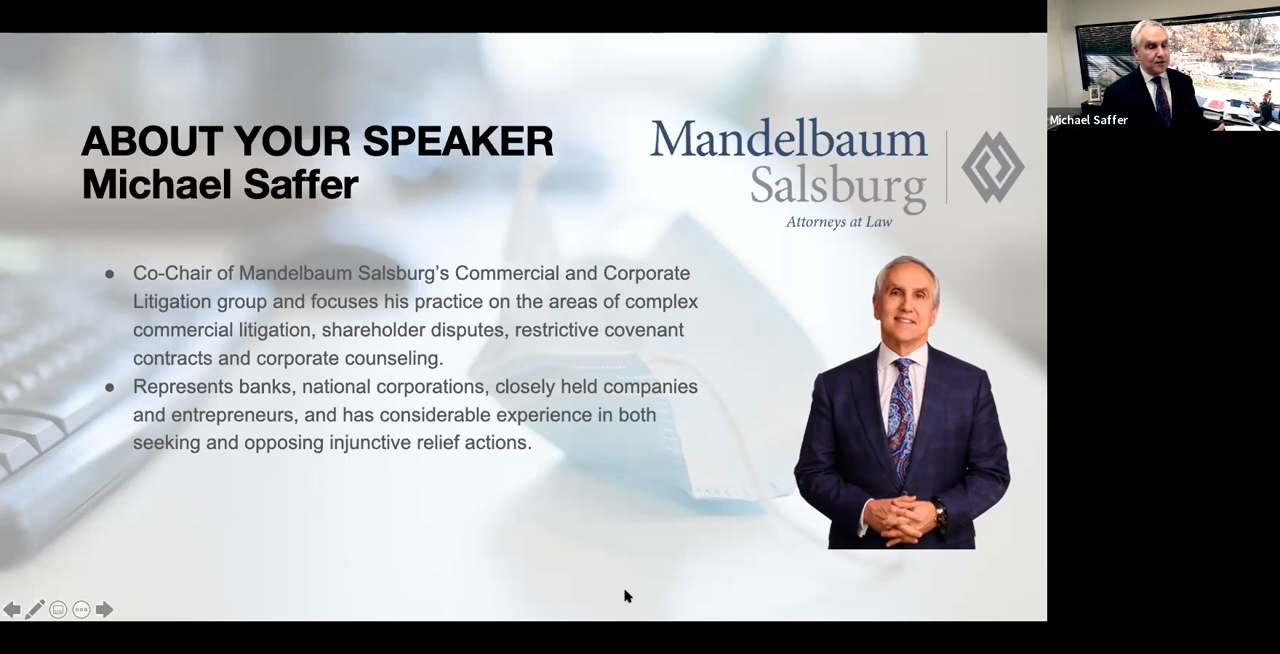 ABOUT YOUR SPEAKER
Michael Saffer
Mandelbaum
Salsburg
Attorneys at Law
Co-Chair of Mandelbaum Salsburg’s Commercial and Corporate
Litigation group and focuses his practice on the areas of complex
commercial litigation, shareholder disputes, restrictive covenant
contracts and corporate counseling.
Represents banks, national corporations, closely held companies
and entrepreneurs, and has considerable experience in both
seeking and opposing injunctive relief actions.
Michael Saffer